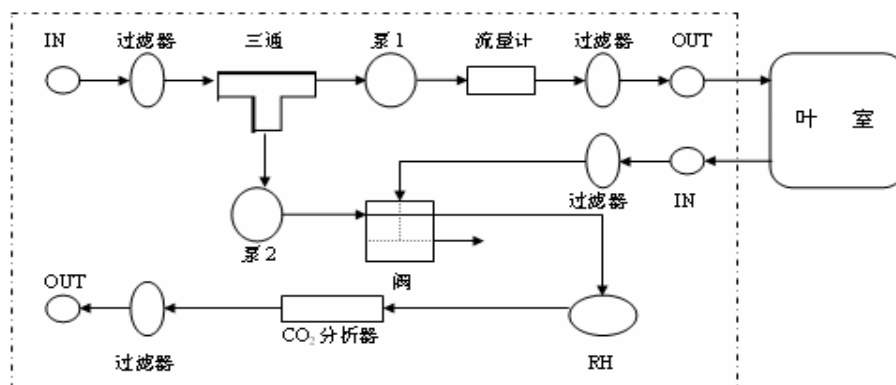 IN
过滤器
三通
泵1
流量计
过滤器
OUT
叶 室
过滤器
IN
泵2
阀
OUT
过滤器
CO₂分析器
RH